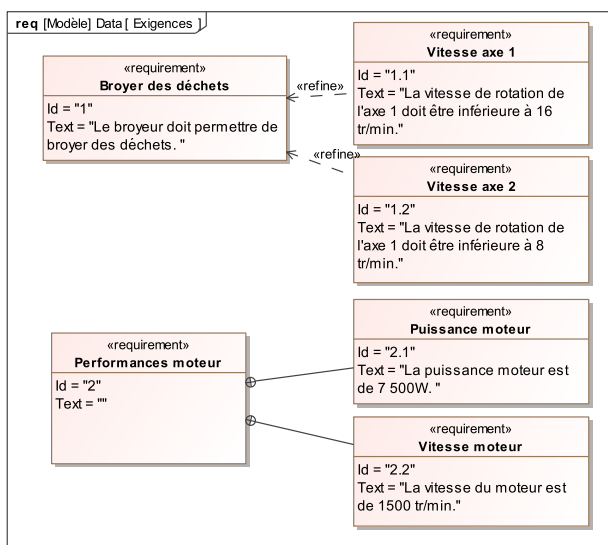 req [Modèle] Data [ Exigences ]
«requirement»
Broyer des déchets
Id = "1"
Text = "Le broyeur doit permettre de
broyer des déchets. "
«refine»
«requirement»
Vitesse axe 1
Id = "1.1"
Text = "La vitesse de rotation de
l'axe 1 doit être inférieure à 16
tr/min."
«refine»
«requirement»
Vitesse axe 2
Id = "1.2"
Text = "La vitesse de rotation de
l'axe 1 doit être inférieure à 8
tr/min."
«requirement»
Performances moteur
Id = "2"
Text = ""
«requirement»
Puissance moteur
Id = "2.1"
Text = "La puissance moteur est
de 7 500W. "
«requirement»
Vitesse moteur
Id = "2.2"
Text = "La vitesse du moteur est
de 1500 tr/min."